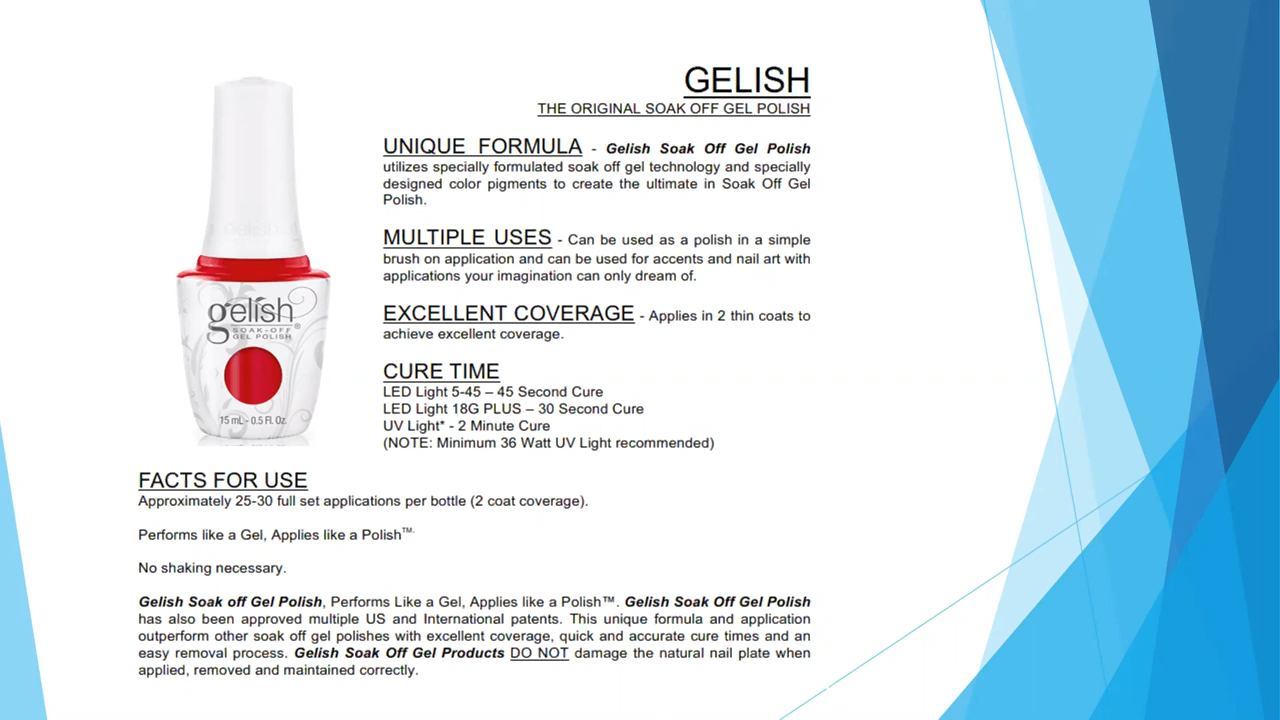 GELISH
THE ORIGINAL SOAK OFF GEL POLISH
UNIQUE FORMULA - Gelish Soak Off Gel Polish
utilizes specially formulated soak off gel technology and specially
designed color pigments to create the ultimate in Soak Off Gel
Polish.
MULTIPLE USES - Can be used as a polish in a simple
brush on application and can be used for accents and nail art with
applications your imagination can only dream of.
EXCELLENT COVERAGE - Applies in 2 thin coats to
achieve excellent coverage.
CURE TIME
LED Light 5-45 – 45 Second Cure
LED Light 18G PLUS – 30 Second Cure
UV Light* - 2 Minute Cure
(NOTE: Minimum 36 Watt UV Light recommended)
gelish
gelish®
SOAK-OFF
GEL POLISH
15 mL - 0.5 Fl. Oz.
FACTS FOR USE
Approximately 25-30 full set applications per bottle (2 coat coverage).
Performs like a Gel, Applies like a Polish™.
No shaking necessary.
Gelish Soak off Gel Polish, Performs Like a Gel, Applies like a Polish™. Gelish Soak Off Gel Polish
has also been approved multiple US and International patents. This unique formula and application
outperform other soak off gel polishes with excellent coverage, quick and accurate cure times and an
easy removal process. Gelish Soak Off Gel Products DO NOT damage the natural nail plate when
applied, removed and maintained correctly.